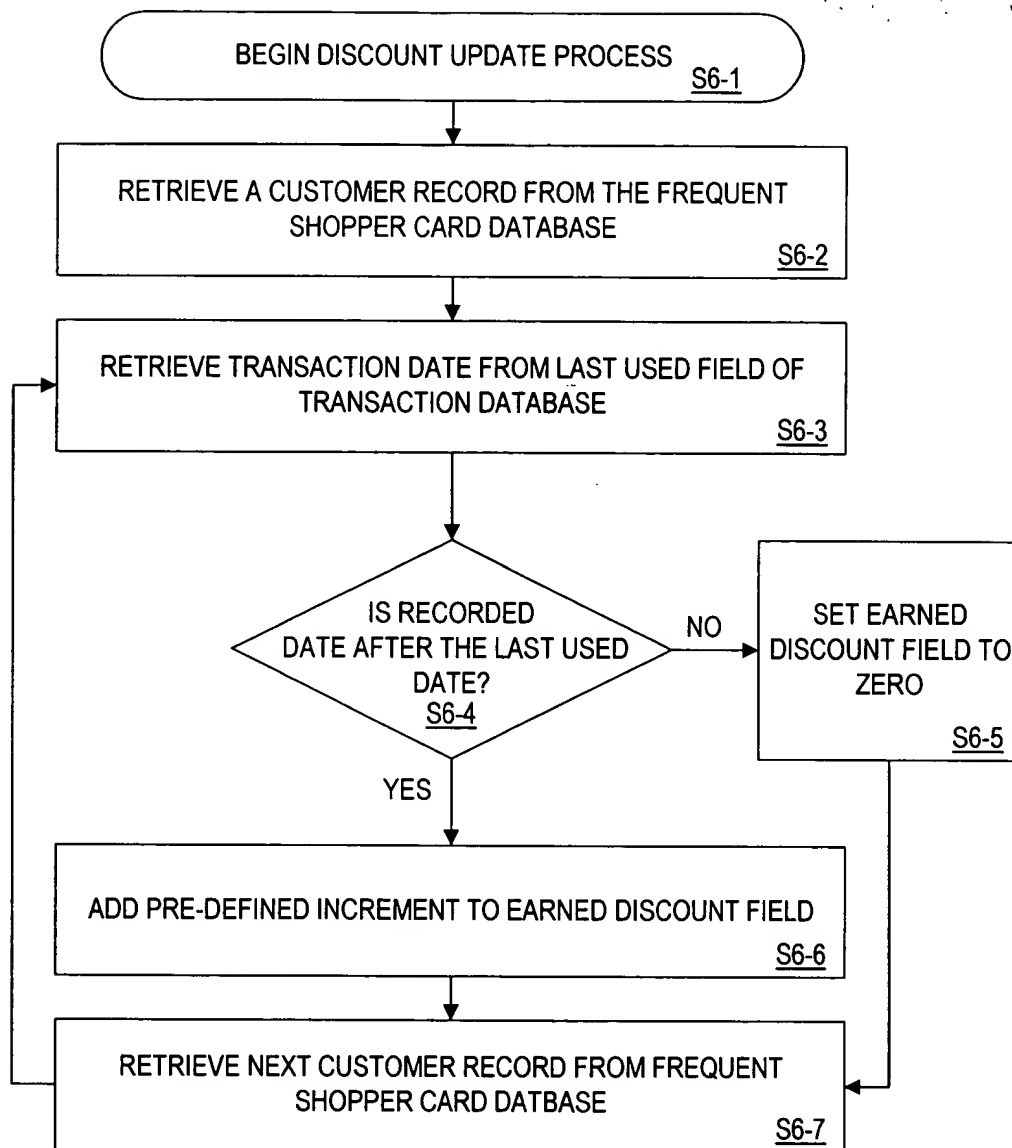 BEGIN DISCOUNT UPDATE PROCESS
S6-1
RETRIEVE A CUSTOMER RECORD FROM THE FREQUENT
SHOPPER CARD DATABASE
S6-2
RETRIEVE TRANSACTION DATE FROM LAST USED FIELD OF
TRANSACTION DATABASE
S6-3
IS RECORDED
DATE AFTER THE LAST USED
DATE?
S6-4
NO
SET EARNED
DISCOUNT FIELD TO
ZERO
S6-5
YES
ADD PRE-DEFINED INCREMENT TO EARNED DISCOUNT FIELD
S6-6
RETRIEVE NEXT CUSTOMER RECORD FROM FREQUENT
SHOPPER CARD DATBASE
S6-7